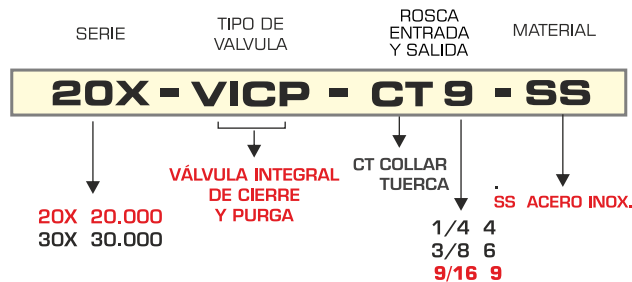 SERIE
TIPO DE
VALVULA
ROSCA
ENTRADA
Y SALIDA
MATERIAL
20X - VICP - CT 9 - SS
VÁLVULA INTEGRAL
DE CIERRE
Y PURGA
CT COLLAR
TUERCA
SS ACERO INOX.
20X 20.000
30X 30.000
1/4 4
3/8 6
9/16 9